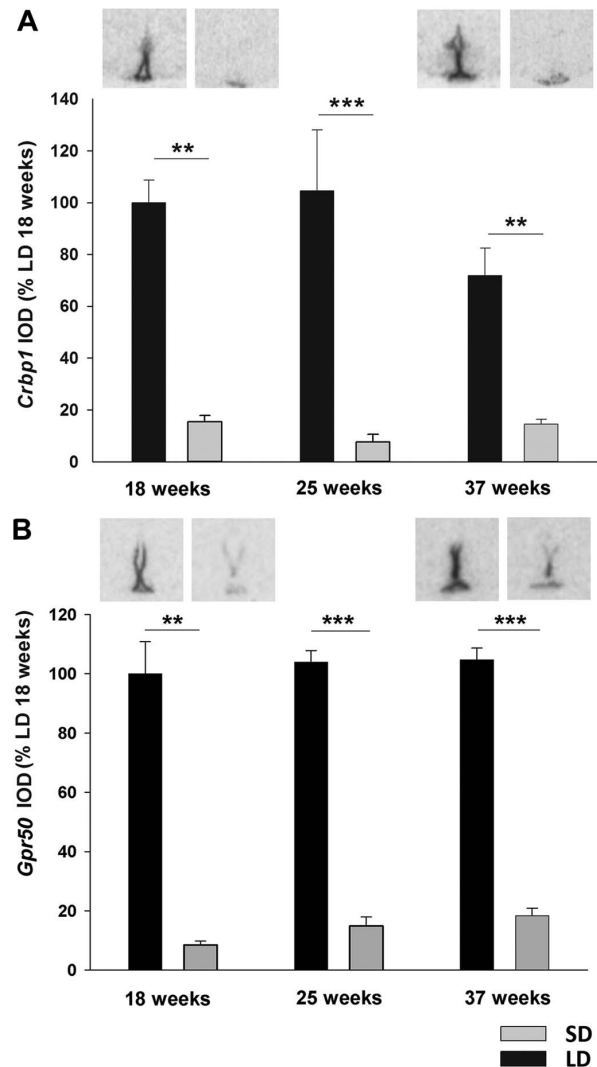 A
Crbp1 IOD (% LD 18 weeks)
140
120
100
80
60
40
20
0
**
***
**
18 weeks
25 weeks
37 weeks
B
Gpr50 IOD (% LD 18 weeks)
120
100
80
60
40
20
0
**
***
***
18 weeks
25 weeks
37 weeks
SD
LD